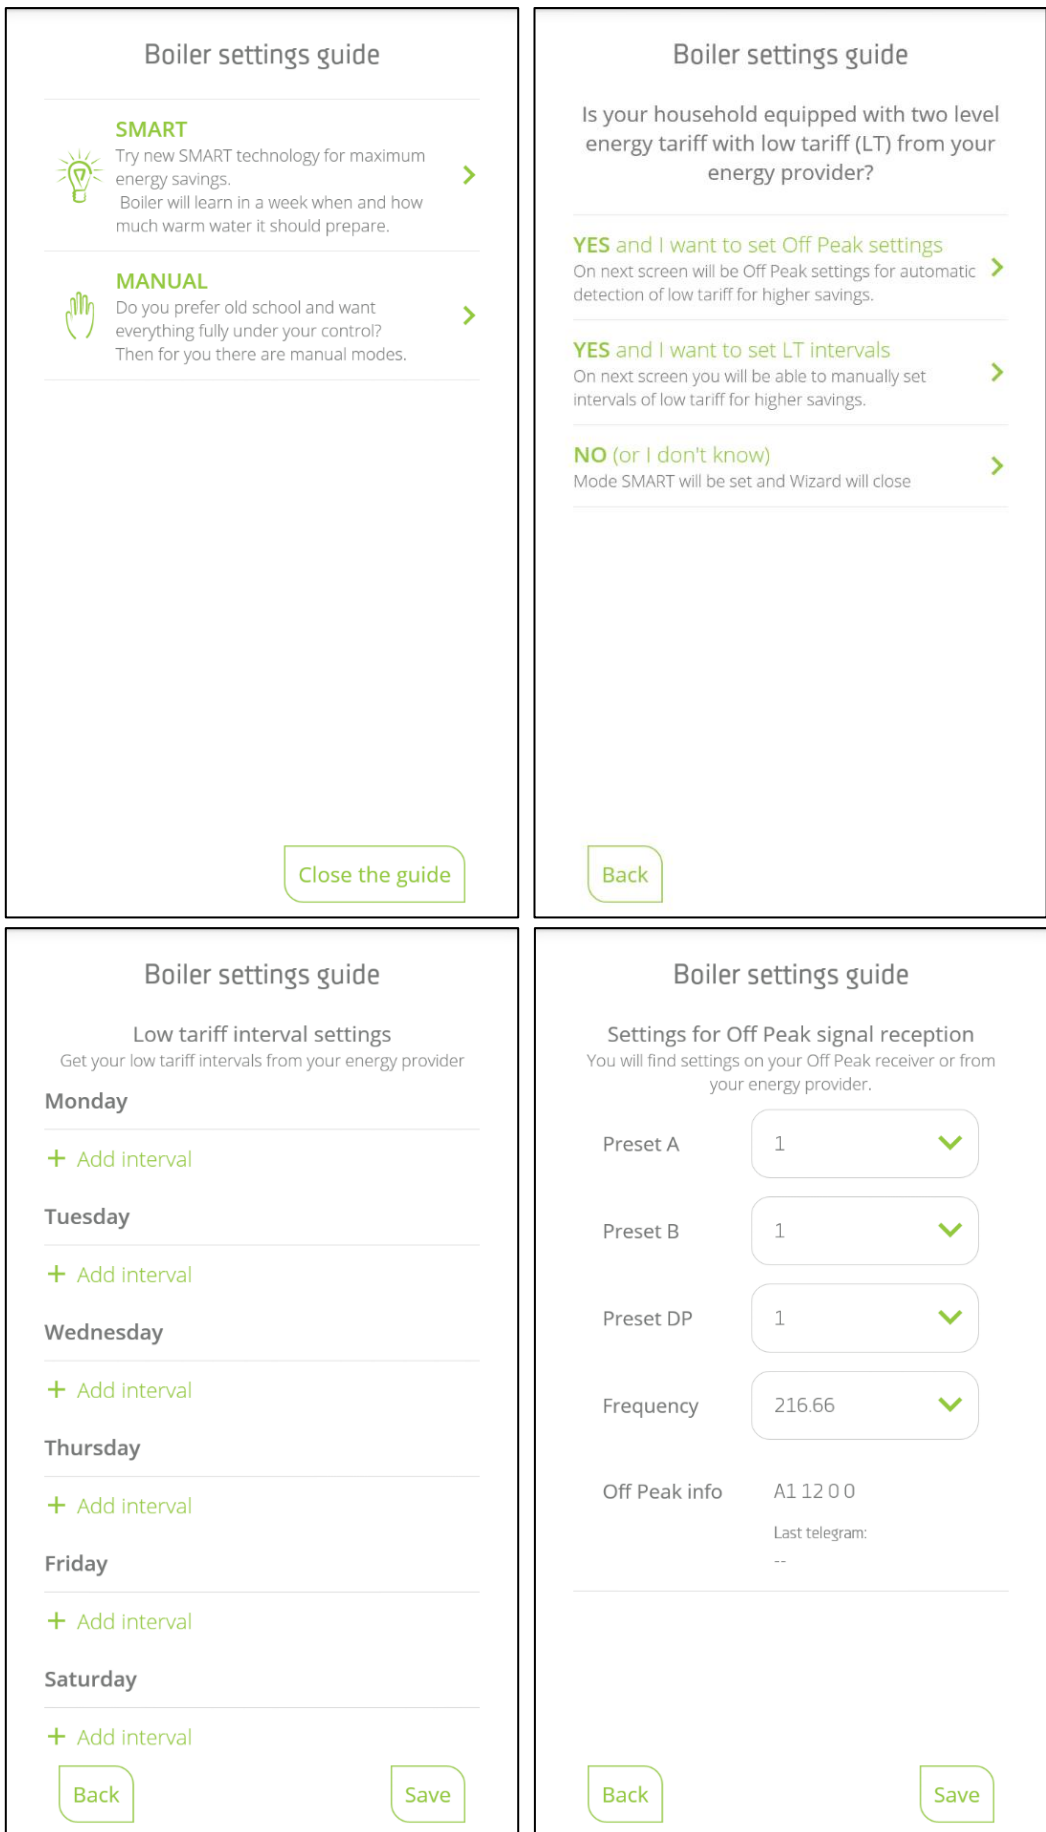 Boiler settings guide
SMART
Try new SMART technology for maximum
energy savings.
Boiler will learn in a week when and how
much warm water it should prepare.
MANUAL
Do you prefer old school and want
everything fully under your control?
Then for you there are manual modes.
Close the guide
Boiler settings guide
Is your household equipped with two level
energy tariff with low tariff (LT) from your
energy provider?
YES and I want to set Off Peak settings
On next screen will be Off Peak settings for automatic
detection of low tariff for higher savings.
YES and I want to set LT intervals
On next screen you will be able to manually set
intervals of low tariff for higher savings.
NO (or I don't know)
Mode SMART will be set and Wizard will close
Back
Boiler settings guide
Low tariff interval settings
Get your low tariff intervals from your energy provider
Monday
+ Add interval
Tuesday
+ Add interval
Wednesday
+ Add interval
Thursday
+ Add interval
Friday
+ Add interval
Saturday
+ Add interval
Back
Save
Boiler settings guide
Settings for Off Peak signal reception
You will find settings on your Off Peak receiver or from
your energy provider.
Preset A 1
Preset B 1
Preset DP 1
Frequency 216.66
Off Peak info A1 12 0 0
Last telegram:
--
Back
Save